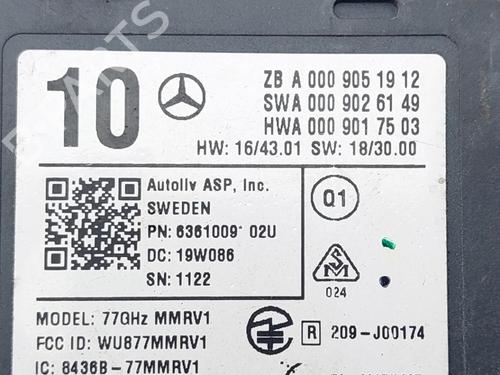 10
ZB A 000 905 19 12
SWA 000 902 61 49
HWA 000 901 75 03
HW: 16/43.01 SW: 18/30.00
Autoliv ASP, Inc.
SWEDEN
PN: 6361009* 02U
DC: 19W086
SN: 1122
Q1
S M
024
MODEL: 77GHz MMRV1
FCC ID: WU877MMRV1
IC: 8436B-77MMRV1
R 209-J00174
PARTS